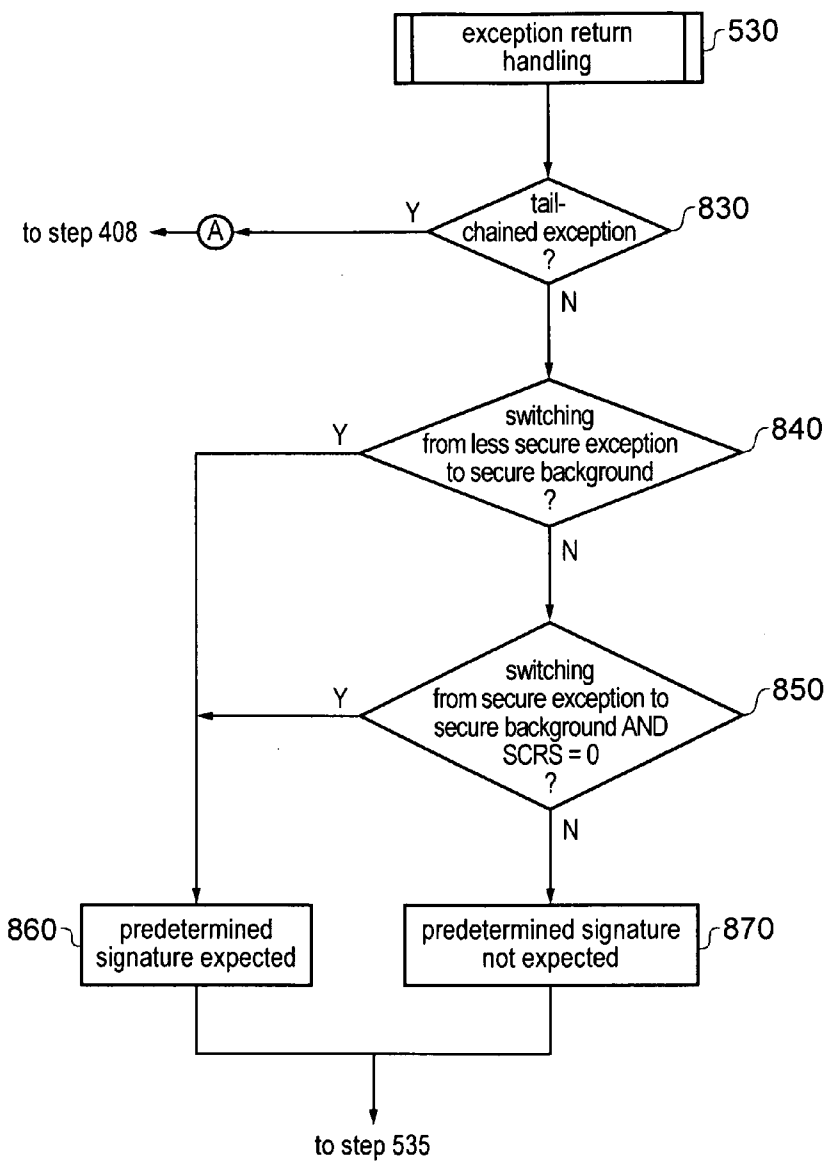 exception return
handling
530
tail-
chained exception
?
830
Y
A
to step 408
N
switching
from less secure exception
to secure background
?
840
Y
N
switching
from secure exception to
secure background AND
SCRS = 0
?
850
Y
N
860
predetermined
signature expected
predetermined signature
not expected
870
to step 535